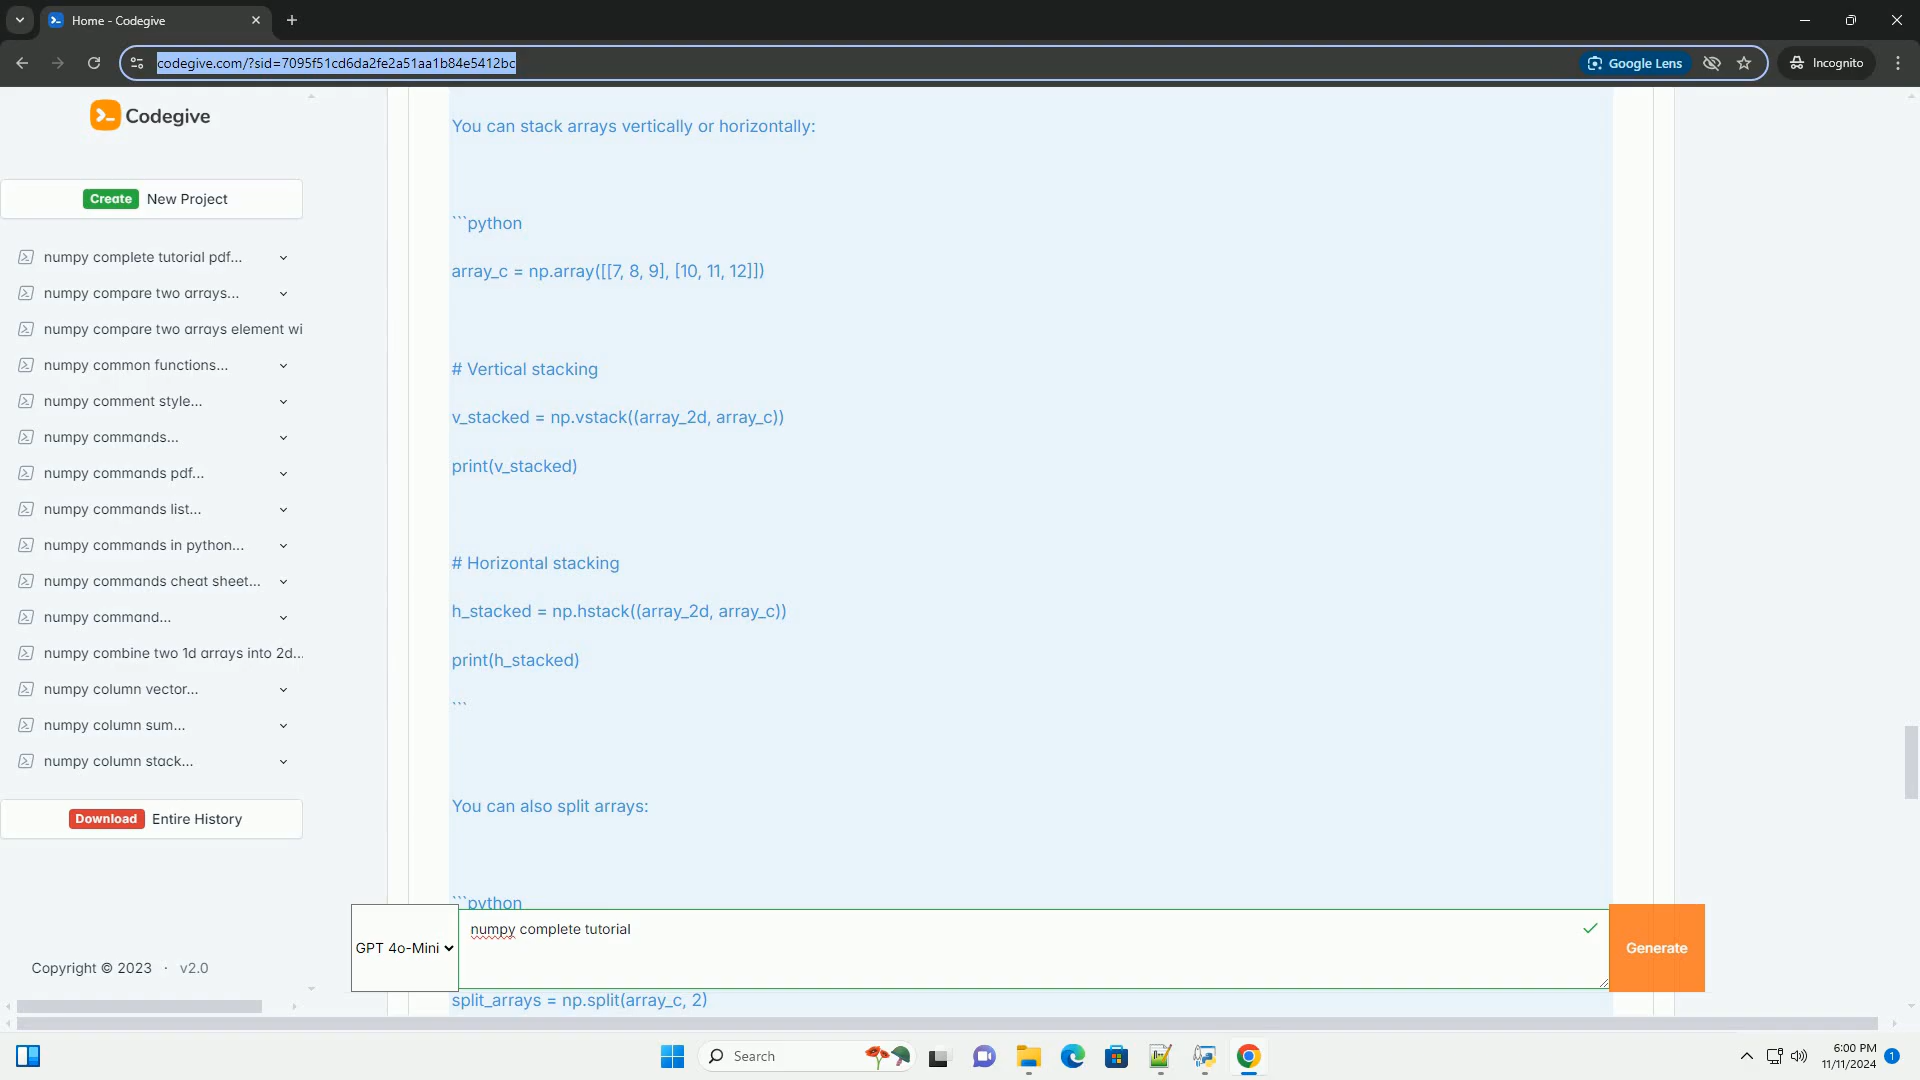 Home - Codegive
codegive.com/?sid=7095f51cd6da2fe2a51aa1b84e5412bc
Google Lens
Incognito
Codegive
Create New Project
numpy complete tutorial pdf...
numpy compare two arrays...
numpy compare two arrays element wi
numpy common functions...
numpy comment style...
numpy commands...
numpy commands pdf...
numpy commands list...
numpy commands in python...
numpy commands cheat sheet...
numpy command...
numpy combine two 1d arrays into 2d...
numpy column vector...
numpy column sum...
numpy column stack...
Download Entire History
Copyright © 2023 · v2.0
You can stack arrays vertically or horizontally:
```python
array_c = np.array([[7, 8, 9], [10, 11, 12]])
# Vertical stacking
v_stacked = np.vstack((array_2d, array_c))
print(v_stacked)
# Horizontal stacking
h_stacked = np.hstack((array_2d, array_c))
print(h_stacked)
```
You can also split arrays:
```python
GPT 4o-Mini
numpy complete tutorial
Generate
split_arrays = np.split(array_c, 2)
Search
6:00 PM
11/11/2024
1